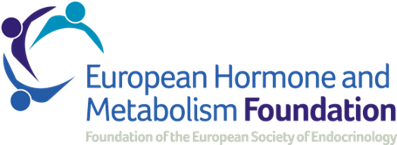 European Hormone and
Metabolism Foundation
Foundation of the European Society of Endocrinology